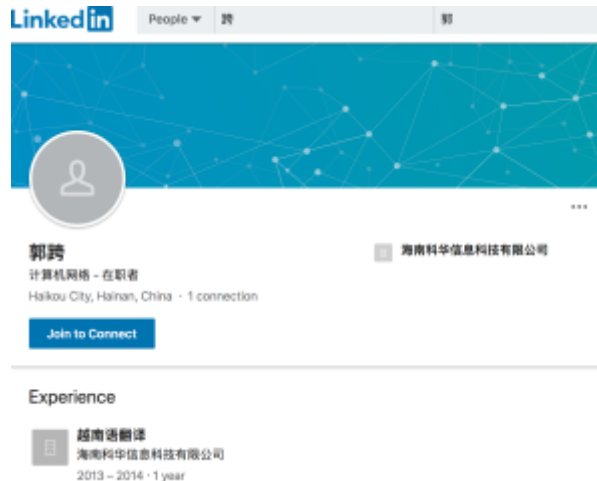 Linked in People 跨 郭
郭跨 海南科华信息科技有限公司
计算机网络 - 在职者
Haikou City, Hainan, China · 1 connection
Join to Connect
Experience
越南语翻译
海南科华信息科技有限公司
2013 – 2014 · 1 year